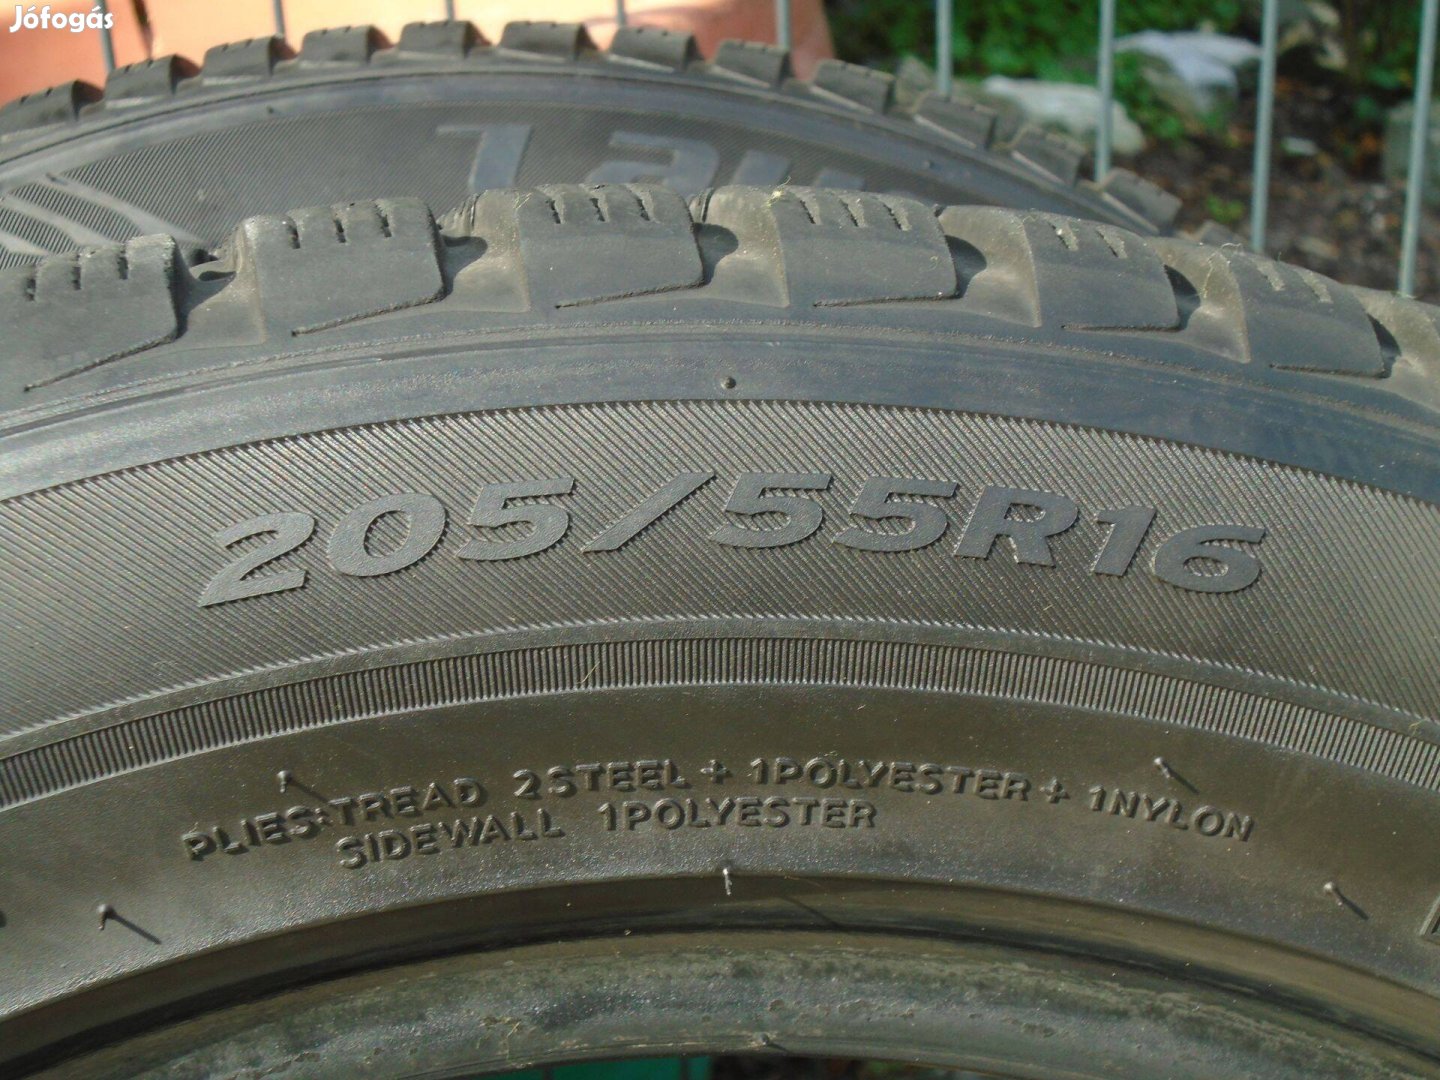 Jófogás
205/55R16
PLIES:TREAD 2STEEL + 1POLYESTER + 1NYLON
SIDEWALL 1POLYESTER